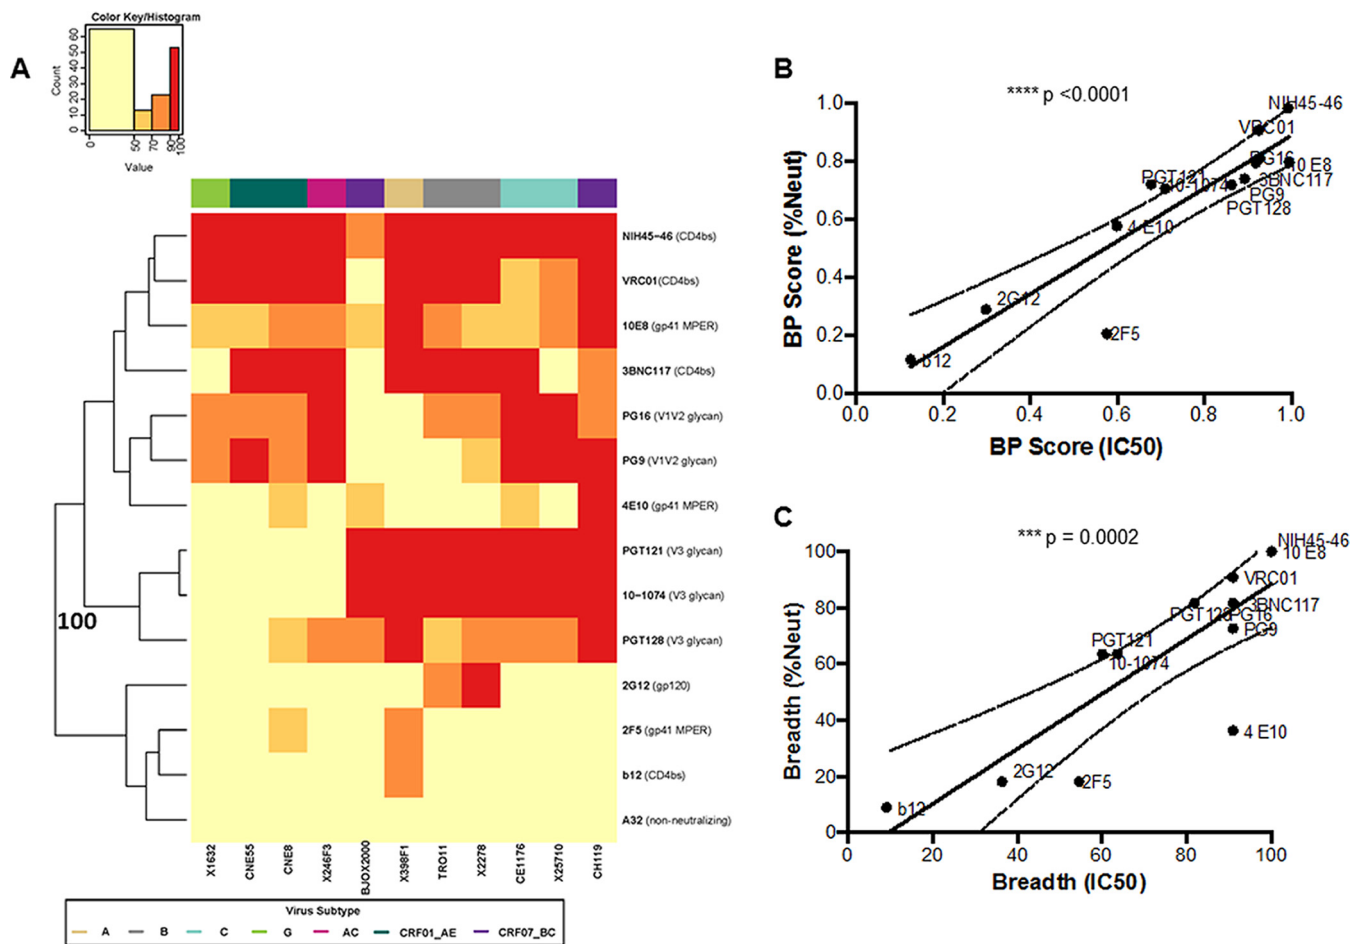 Color Key/Histogram
Count
0 10 20 30 40 50 60
0 50 70 90 100
Value
A
NIH45-46 (CD4bs)
VRC01(CD4bs)
10E8 (gp41 MPER)
3BNC117 (CD4bs)
PG16 (V1V2 glycan)
PG9 (V1V2 glycan)
4E10 (gp41 MPER)
PGT121 (V3 glycan)
10-1074 (V3 glycan)
PGT128 (V3 glycan)
2G12 (gp120)
2F5 (gp41 MPER)
b12 (CD4bs)
A32 (non-neutralizing)
100
X1632 CNE55 CNE8 X246F3 BJOX2000 X398F1 TRO11 X2278 CE1176 X25710 CH119
Virus Subtype
A B C G AC CRF01_AE CRF07_BC
B
**** p <0.0001
BP Score (%Neut)
1.0
0.8
0.6
0.4
0.2
0.0
NIH45-46
VRC01
PG16
10 E8
PGT121
10-1074
3BNC117
PG9
PGT128
4 E10
2G12
2F5
b12
0.0 0.2 0.4 0.6 0.8 1.0
BP Score (IC50)
C
*** p = 0.0002
Breadth (%Neut)
100
80
60
40
20
0
NIH45-46
10 E8
VRC01
3BNC117
PGT128
PG16
PG9
PGT121
10-1074
4 E10
2G12
2F5
b12
0 20 40 60 80 100
Breadth (IC50)